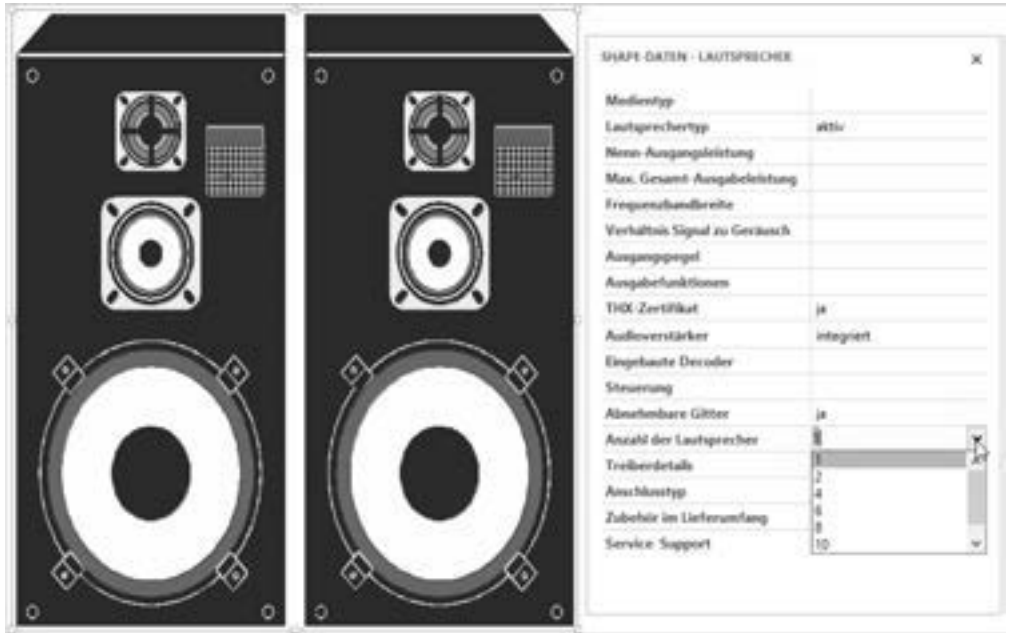 SHAPE-DATEN - LAUTSPRECHER
Medientyp
Lautsprechertyp aktiv
Nenn-Ausgangsleistung
Max. Gesamt-Ausgabeleistung
Frequenzbandbreite
Verhältnis Signal zu Geräusch
Ausgangspegel
Ausgabefunktionen
THX-Zertifikat ja
Audioverstärker integriert
Eingebaute Decoder
Steuerung
Abnehmbare Gitter ja
Anzahl der Lautsprecher
1
Treiberdetails 2
Anschlusstyp 4
6
Zubehör im Lieferumfang 8
Service-Support 10